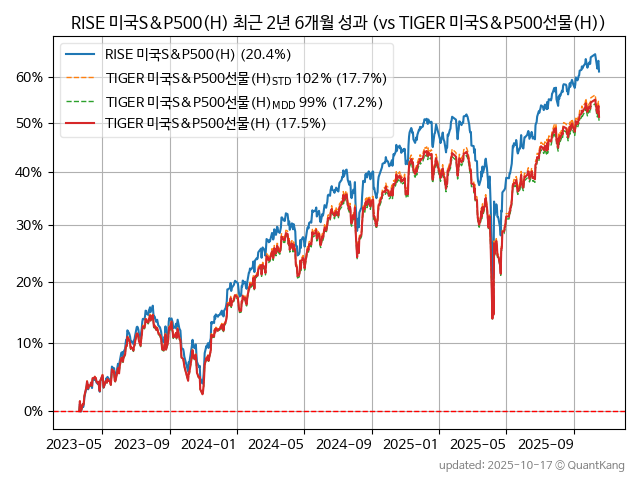 RISE 미국S&P500(H) 최근 2년 6개월 성과 (vs TIGER 미국S&P500선물(H))
RISE 미국S&P500(H) (20.4%)
TIGER 미국S&P500선물(H)STD 102% (17.7%)
TIGER 미국S&P500선물(H)MDD 99% (17.2%)
TIGER 미국S&P500선물(H) (17.5%)
60%
50%
40%
30%
20%
10%
0%
2023-05 2023-09 2024-01 2024-05 2024-09 2025-01 2025-05 2025-09
updated: 2025-10-17 © QuantKang